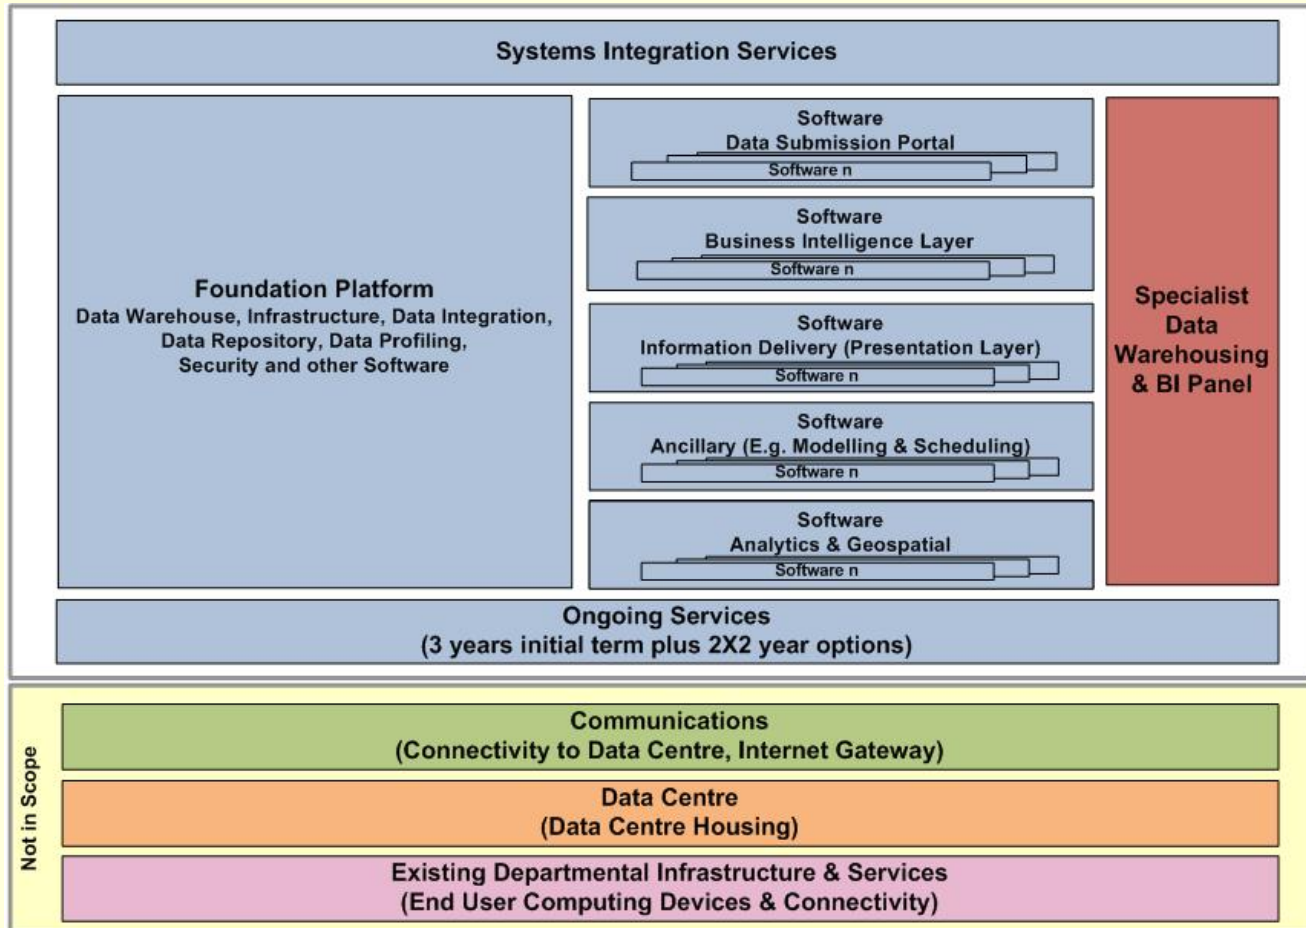 Systems Integration Services
Foundation Platform
Data Warehouse, Infrastructure, Data Integration,
Data Repository, Data Profiling,
Security and other Software
Software
Data Submission Portal
Software n
Software
Business Intelligence Layer
Software n
Software
Information Delivery (Presentation Layer)
Software n
Software
Ancillary (E.g. Modelling & Scheduling)
Software n
Software
Analytics & Geospatial
Software n
Specialist
Data
Warehousing
& BI Panel
Ongoing Services
(3 years initial term plus 2X2 year options)
Not in Scope
Communications
(Connectivity to Data Centre, Internet Gateway)
Data Centre
(Data Centre Housing)
Existing Departmental Infrastructure & Services
(End User Computing Devices & Connectivity)